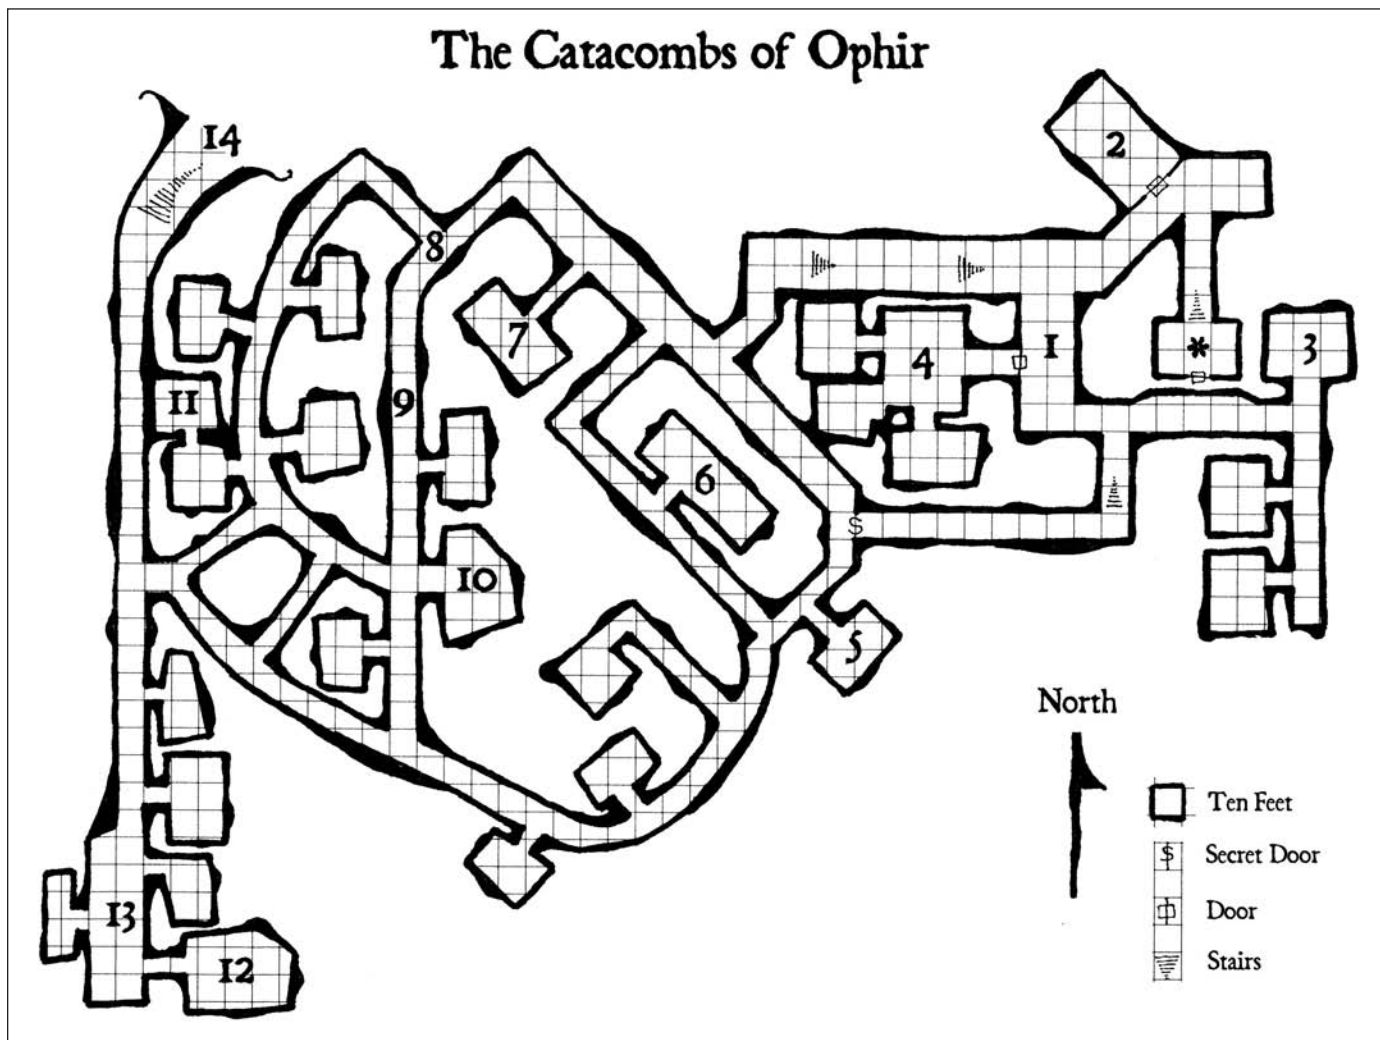 The Catacombs of Ophir
14
2
8
7
4
1
*
3
11
9
6
10
$
5
North
13
12
Ten Feet
$ Secret Door
Door
Stairs